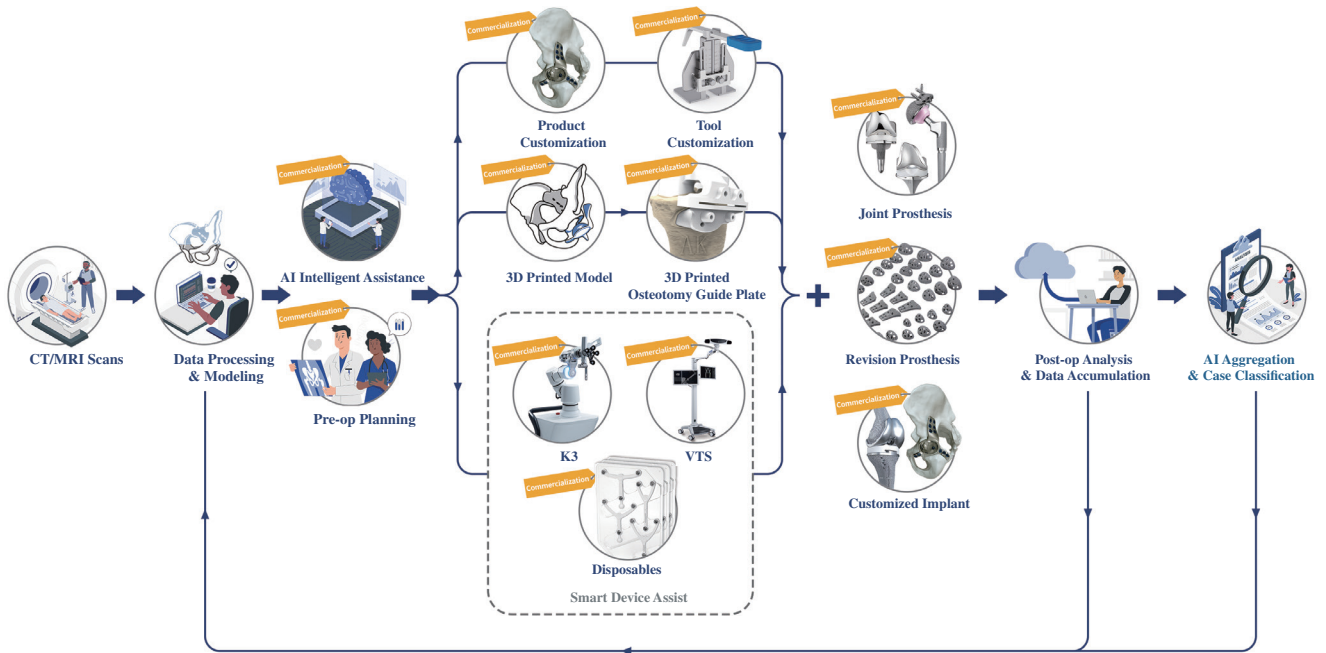 Commercialization
Commercialization
Product
Customization
Tool
Customization
Commercialization
AI Intelligent Assistance
Commercialization
Commercialization
3D Printed Model
3D Printed
Osteotomy Guide Plate
Commercialization
Joint Prosthesis
CT/MRI Scans
Data Processing
& Modeling
Commercialization
Pre-op Planning
Commercialization
Revision Prosthesis
Post-op Analysis
& Data Accumulation
ANALYSIS
AI Aggregation
& Case Classification
Commercialization
K3
Commercialization
VTS
Commercialization
Disposables
Smart Device Assist
Commercialization
Customized Implant